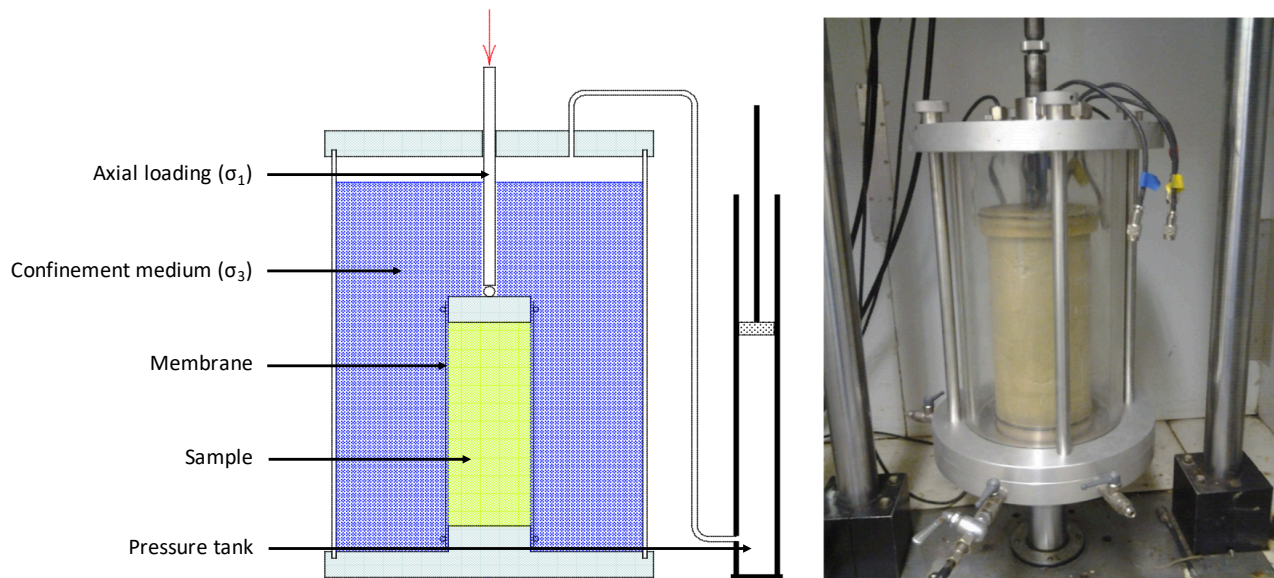 Axial loading (σ₁)
Confinement medium (σ₃)
Membrane
Sample
Pressure tank